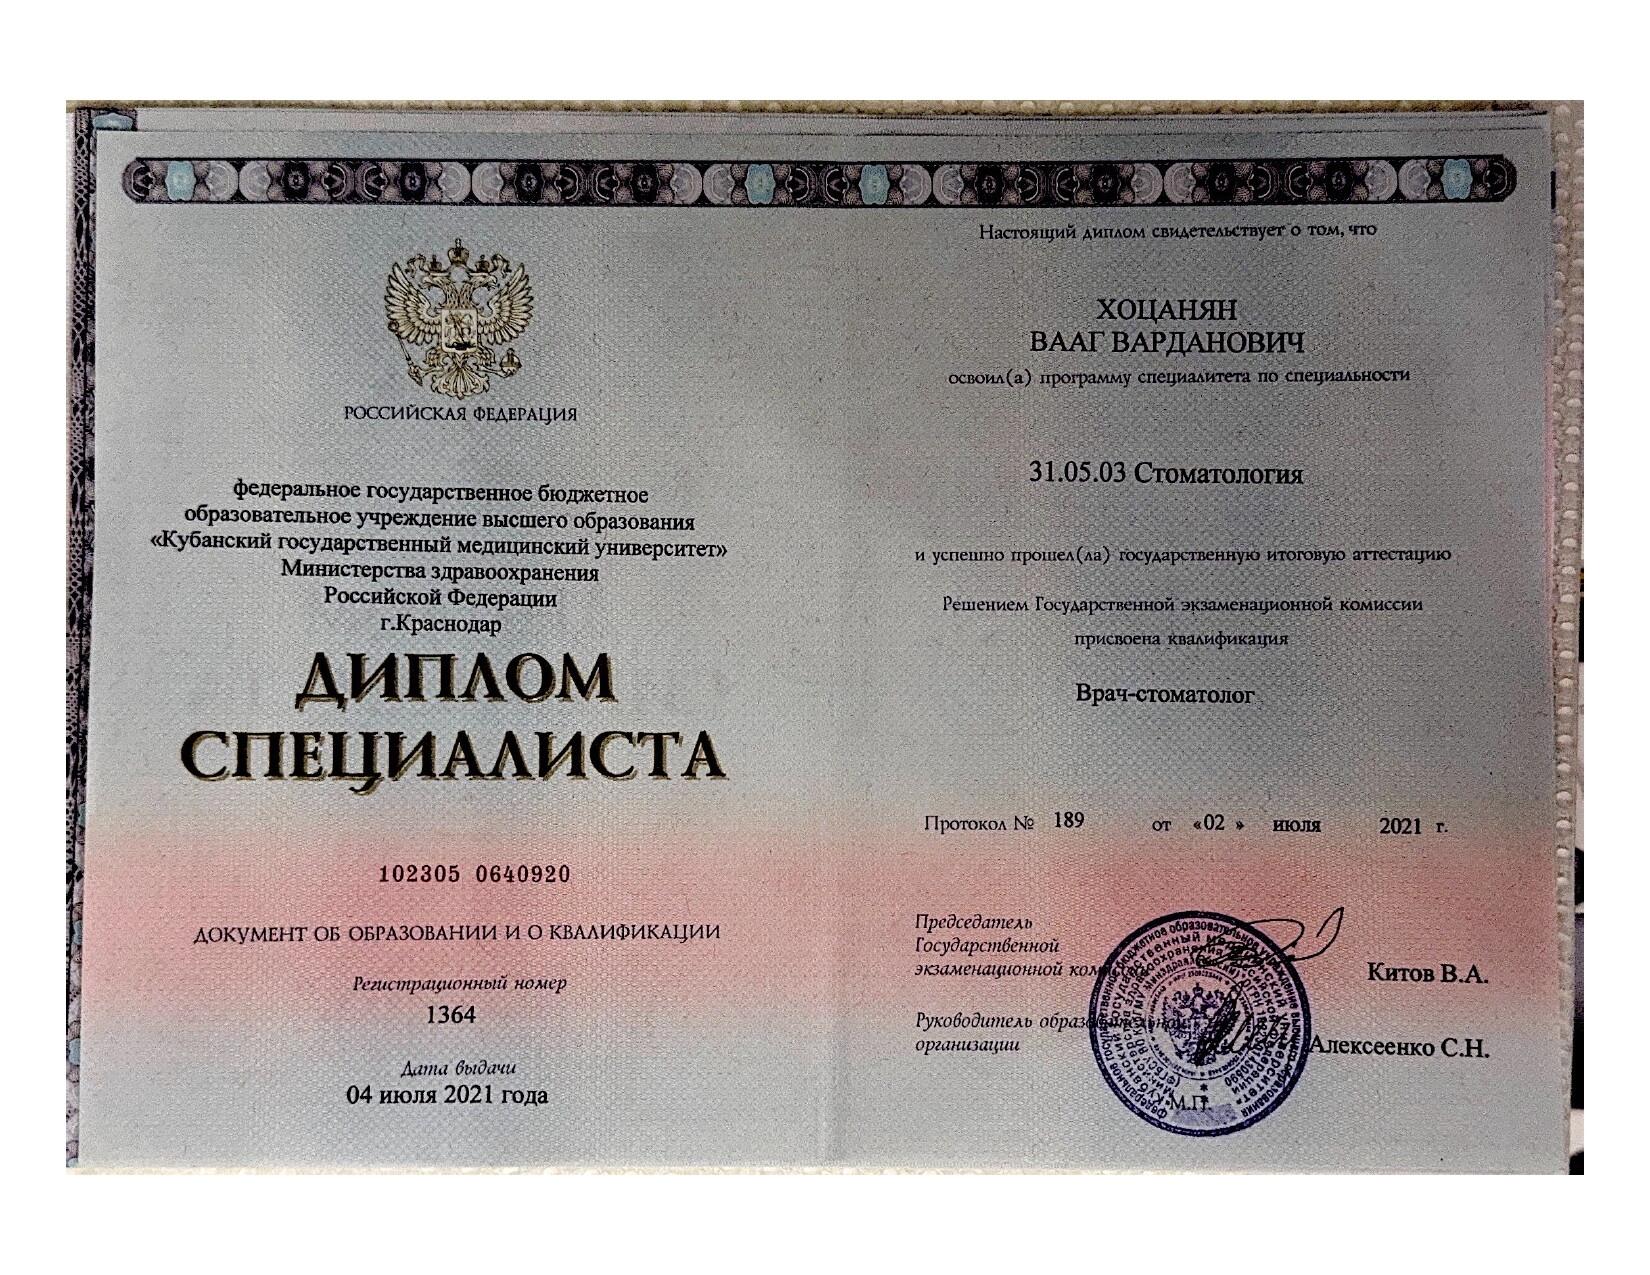 РОССИЙСКАЯ ФЕДЕРАЦИЯ
федеральное государственное бюджетное
образовательное учреждение высшего образования
«Кубанский государственный медицинский университет»
Министерства здравоохранения
Российской Федерации
г.Краснодар
ДИПЛОМ
СПЕЦИАЛИСТА
102305 0640920
ДОКУМЕНТ ОБ ОБРАЗОВАНИИ И О КВАЛИФИКАЦИИ
Регистрационный номер
1364
Дата выдачи
04 июля 2021 года
Настоящий диплом свидетельствует о том, что
ХОЦАНЯН
ВААГ ВАРДАНОВИЧ
освоил(а) программу специалитета по специальности
31.05.03 Стоматология
и успешно прошел(ла) государственную итоговую аттестацию
Решением Государственной экзаменационной комиссии
присвоена квалификация
Врач-стоматолог
Протокол № 189 от «02 » июля 2021 г.
Председатель
Государственной
экзаменационной комиссии
Китов В.А.
Руководитель образовательной
организации
Алексеенко С.Н.
М.П.